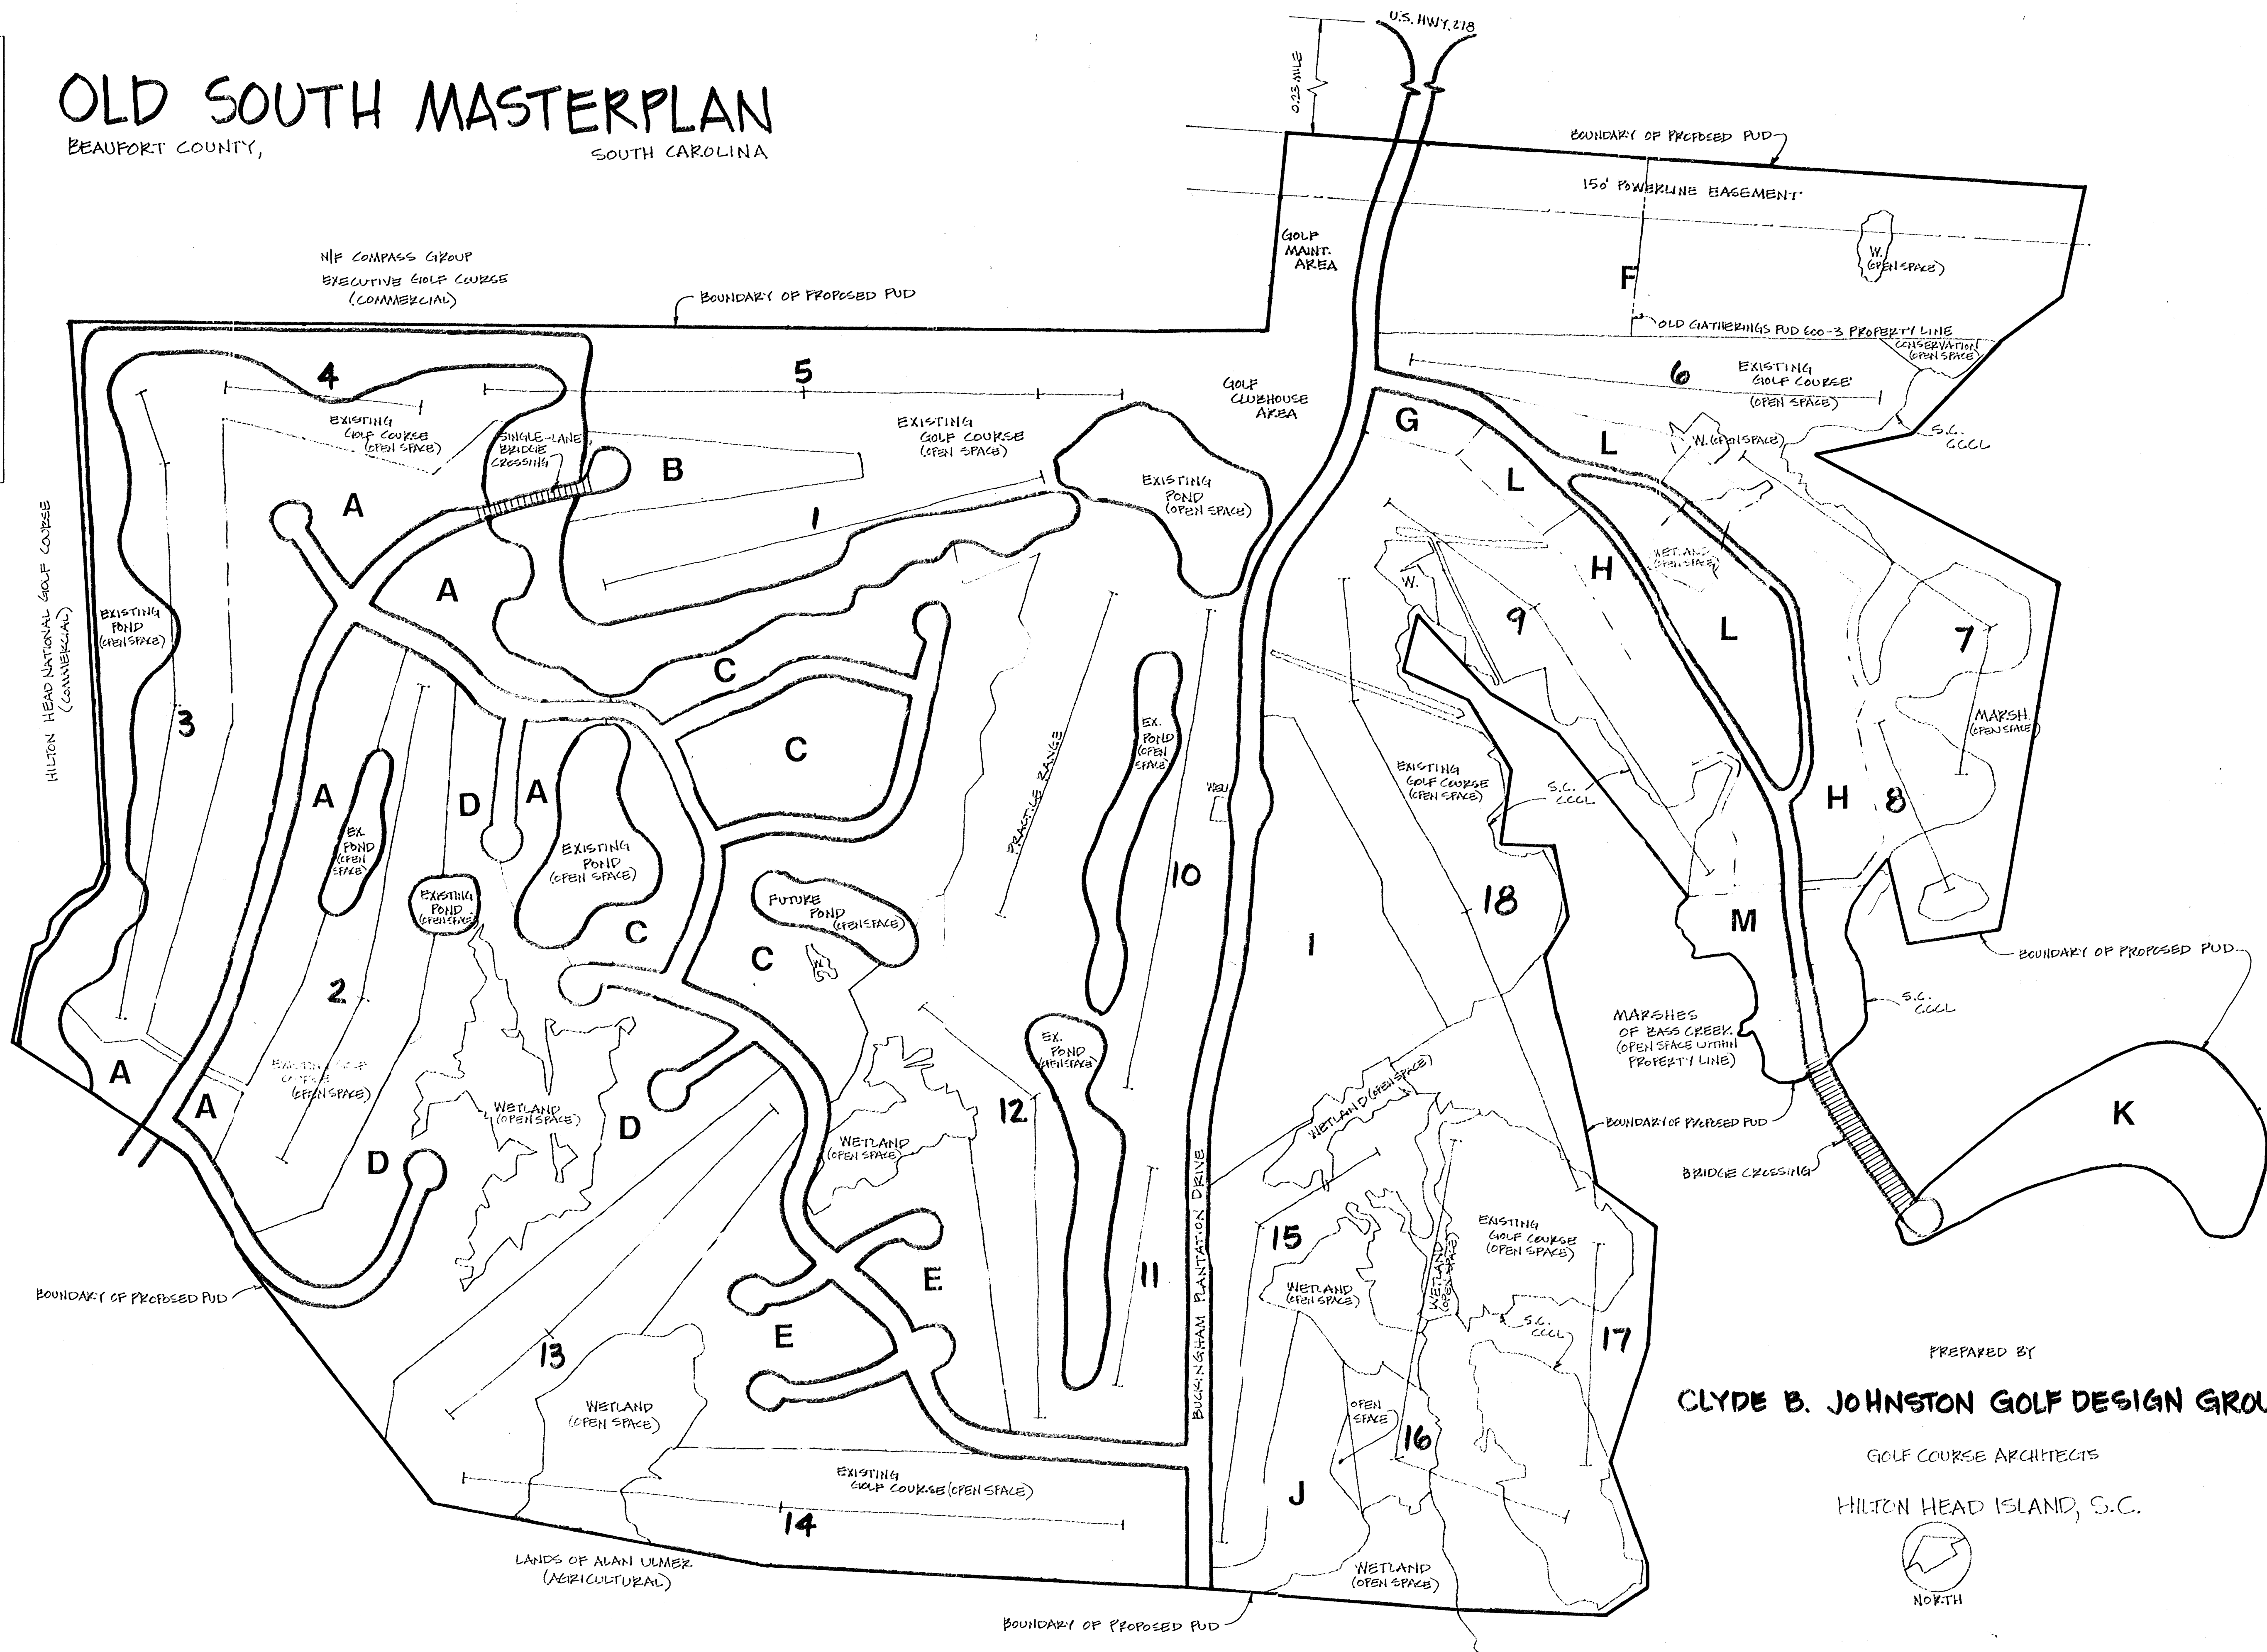 U.S. HWY. 278
0.23 MILE
OLD SOUTH MASTERPLAN
BEAUFORT COUNTY, SOUTH CAROLINA
BOUNDARY OF PROPOSED PUD
150' POWERLINE EASEMENT
GOLF
MAINT.
AREA
W.
(OPEN SPACE)
F
N/F COMPASS GROUP
EXECUTIVE GOLF COURSE
(COMMERCIAL)
BOUNDARY OF PROPOSED PUD
OLD GATHERINGS PUD 600-3 PROPERTY LINE
CONSERVATION
(OPEN SPACE)
4
5
6
EXISTING
GOLF COURSE
(OPEN SPACE)
GOLF
CLUBHOUSE
AREA
EXISTING
GOLF COURSE
(OPEN SPACE)
EXISTING
GOLF COURSE
(OPEN SPACE)
SINGLE-LANE
BRIDGE
CROSSING
G
L
W. (OPEN SPACE)
S.C.
CCCL
B
L
EXISTING
POND
(OPEN SPACE)
A
1
A
H
WETLAND
(OPEN SPACE)
W.
9
L
7
HILTON HEAD NATIONAL GOLF COURSE
(COMMERCIAL)
EXISTING
POND
(OPEN SPACE)
3
C
C
MARSH
(OPEN SPACE)
EX.
POND
(OPEN
SPACE)
PRACTICE RANGE
WELL
EXISTING
GOLF COURSE
(OPEN SPACE)
S.C.
CCCL
H
8
A
D
A
EX.
POND
(OPEN
SPACE)
EXISTING
POND
(OPEN SPACE)
EXISTING
POND
(OPEN SPACE)
10
18
FUTURE
POND
(OPEN SPACE)
M
C
C
W.
I
BOUNDARY OF PROPOSED PUD
2
S.C.
CCCL
MARSHES
OF BASS CREEK
(OPEN SPACE WITHIN
PROPERTY LINE)
EX.
POND
(OPEN SPACE)
A
A
(OPEN SPACE)
WETLAND
(OPEN SPACE)
D
12
WETLAND (OPEN SPACE)
BOUNDARY OF PROPOSED PUD
K
WETLAND
(OPEN SPACE)
D
BRIDGE CROSSING
BUCKINGHAM PLANTATION DRIVE
15
EXISTING
GOLF COURSE
(OPEN SPACE)
WETLAND
(OPEN SPACE)
WETLAND
(OPEN SPACE)
E
11
BOUNDARY OF PROPOSED PUD
E
13
S.C.
CCCL
17
WETLAND
(OPEN SPACE)
OPEN
SPACE
16
J
EXISTING
GOLF COURSE (OPEN SPACE)
14
LANDS OF ALAN ULMER
(AGRICULTURAL)
WETLAND
(OPEN SPACE)
BOUNDARY OF PROPOSED PUD
PREPARED BY
CLYDE B. JOHNSTON GOLF DESIGN GROU
GOLF COURSE ARCHITECTS
HILTON HEAD ISLAND, S.C.
NORTH